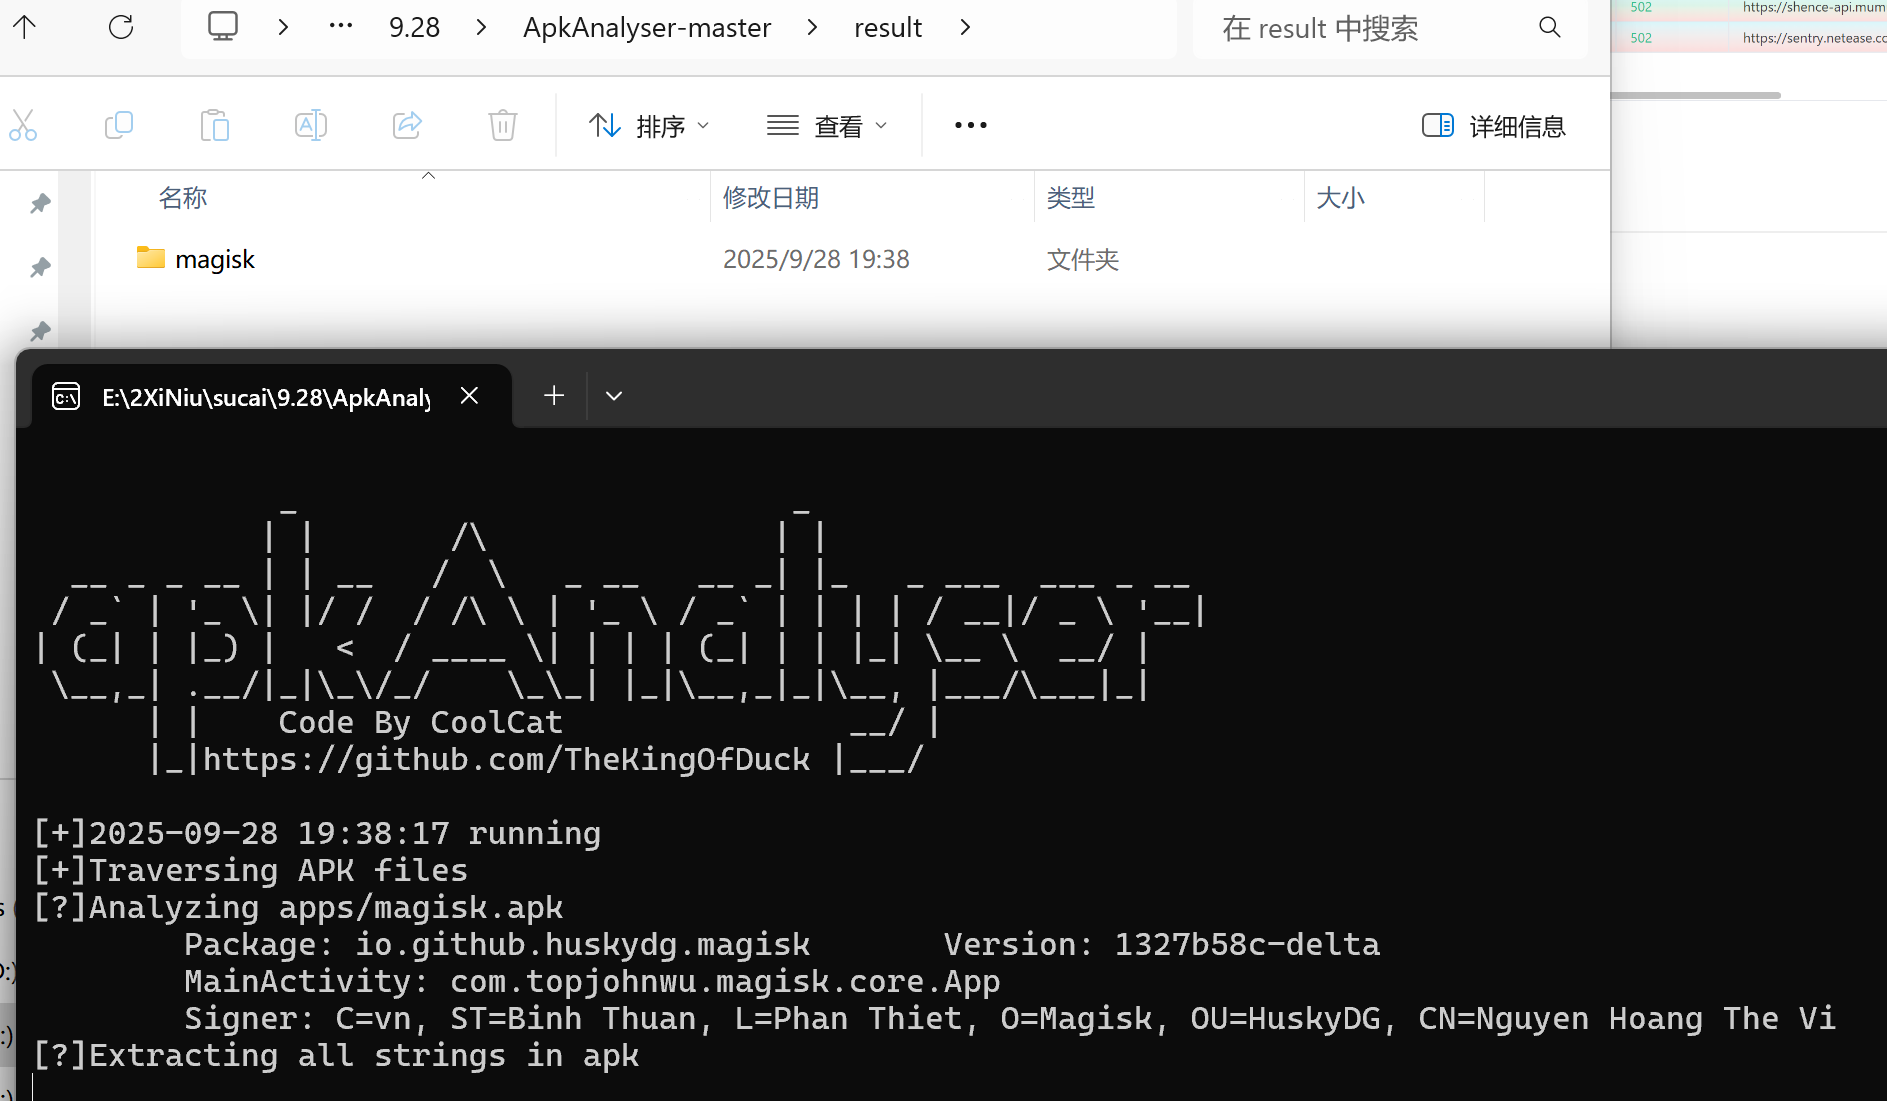 9.28
ApkAnalyser-master
result
在 result 中搜索
502
https://shence-api.mum
502
https://sentry.netease.cc
排序
查看
详细信息
名称
修改日期
类型
大小
magisk
2025/9/28 19:38
文件夹
E:\2XiNiu\sucai\9.28\ApkAnaly
Code By CoolCat
https://github.com/TheKingOfDuck
[+]2025-09-28 19:38:17 running
[+]Traversing APK files
[?]Analyzing apps/magisk.apk
Package: io.github.huskydg.magisk Version: 1327b58c-delta
MainActivity: com.topjohnwu.magisk.core.App
Signer: C=vn, ST=Binh Thuan, L=Phan Thiet, O=Magisk, OU=HuskyDG, CN=Nguyen Hoang The Vi
[?]Extracting all strings in apk